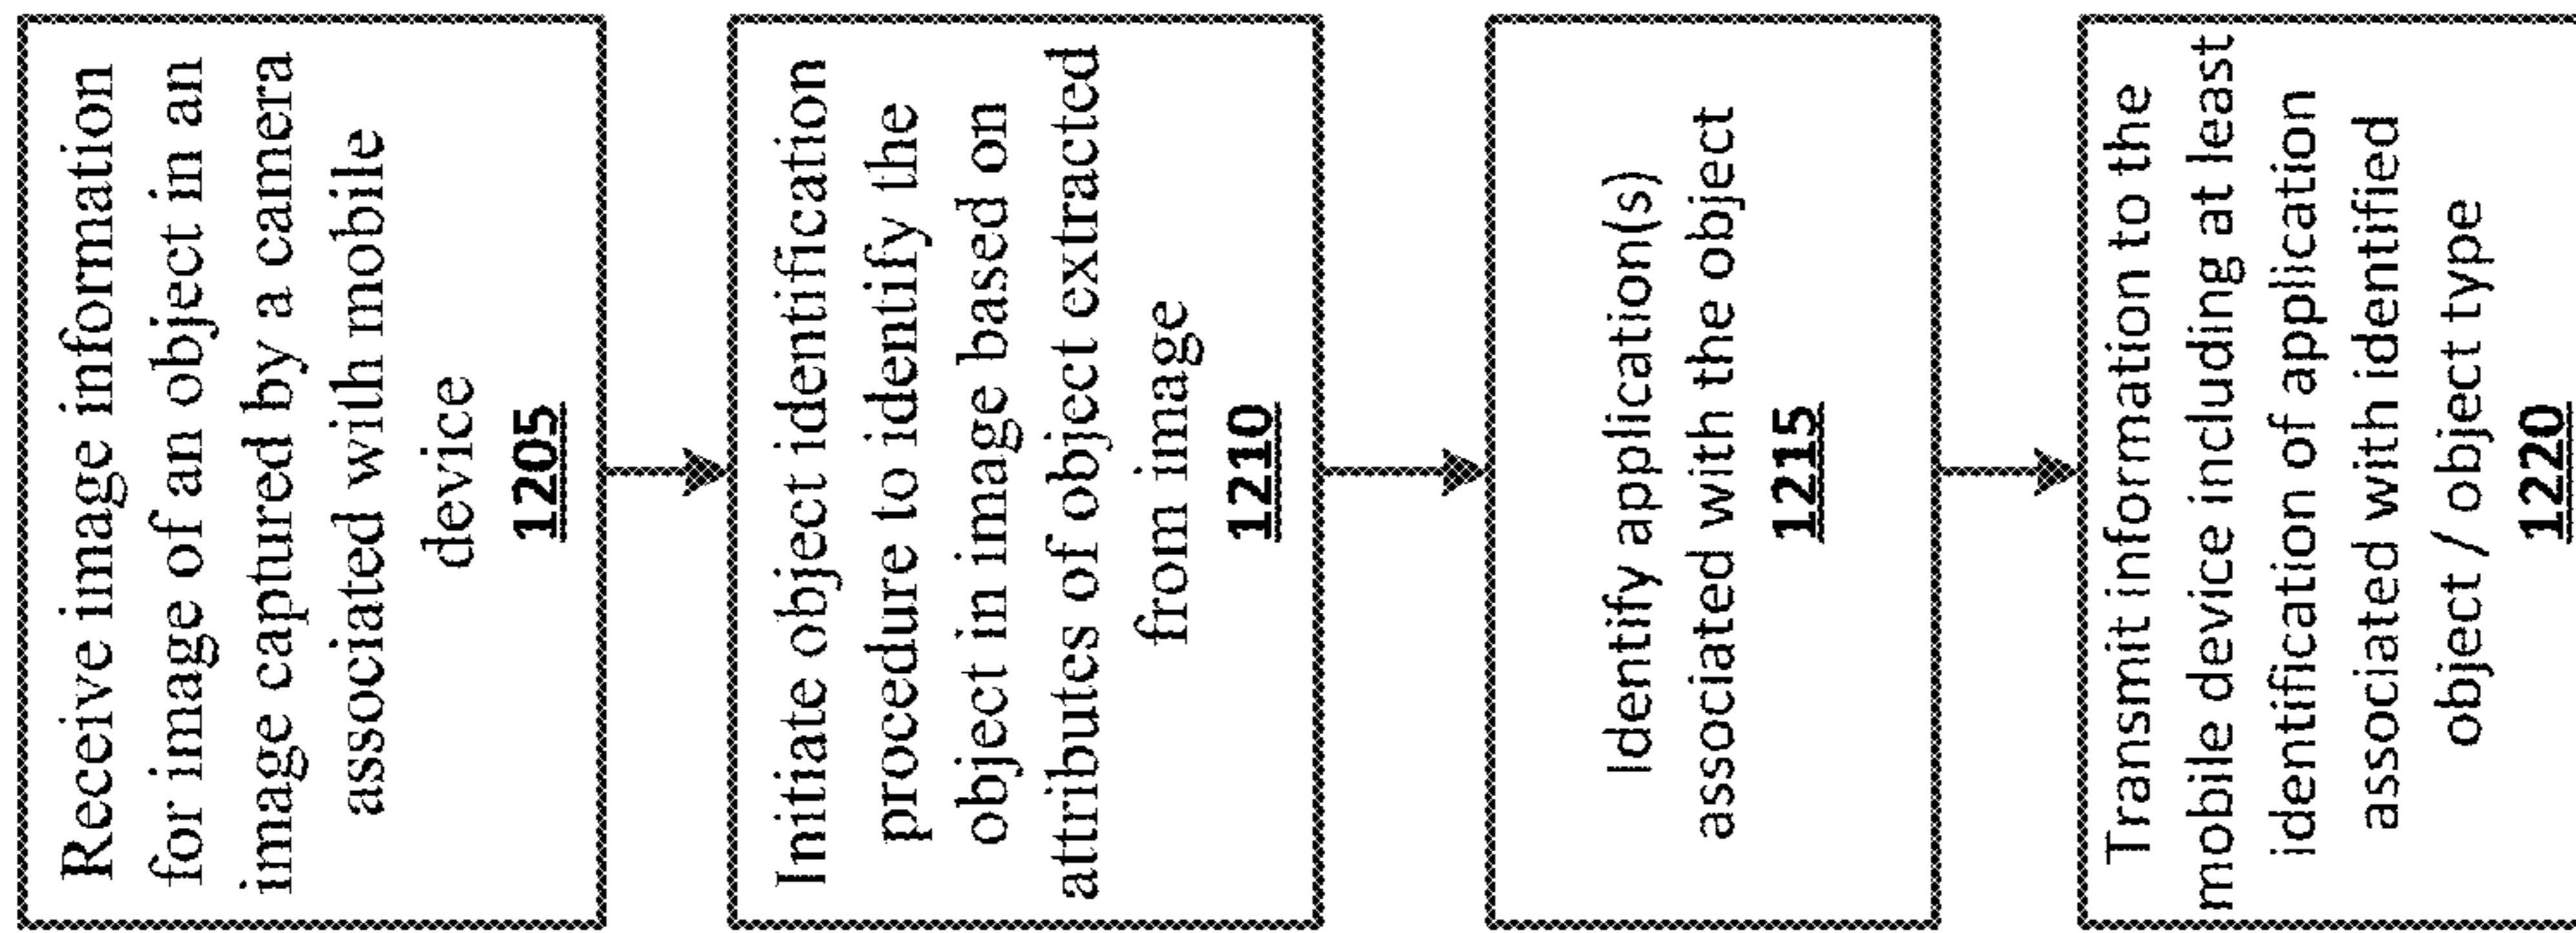 Receive image information
for image of an object in an
image captured by a camera
associated with mobile
device
1205
Initiate object identification
procedure to identify the
object in image based on
attributes of object extracted
from image
1210
Identify application(s)
associated with the object
1215
Transmit information to the
mobile device including at least
identification of application
associated with identified
object / object type
1220